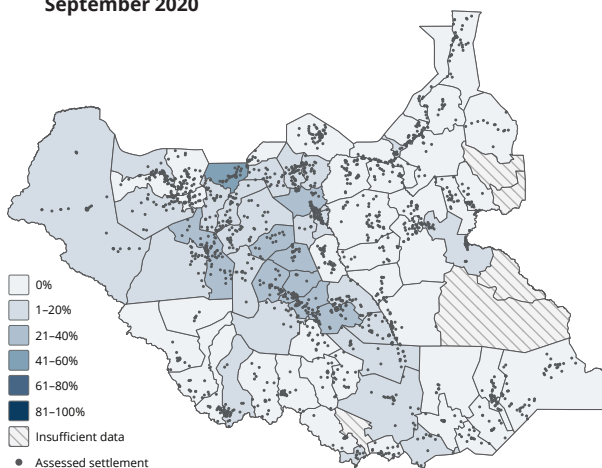 September 2020
0%
1–20%
21–40%
41–60%
61–80%
81–100%
Insufficient data
Assessed settlement